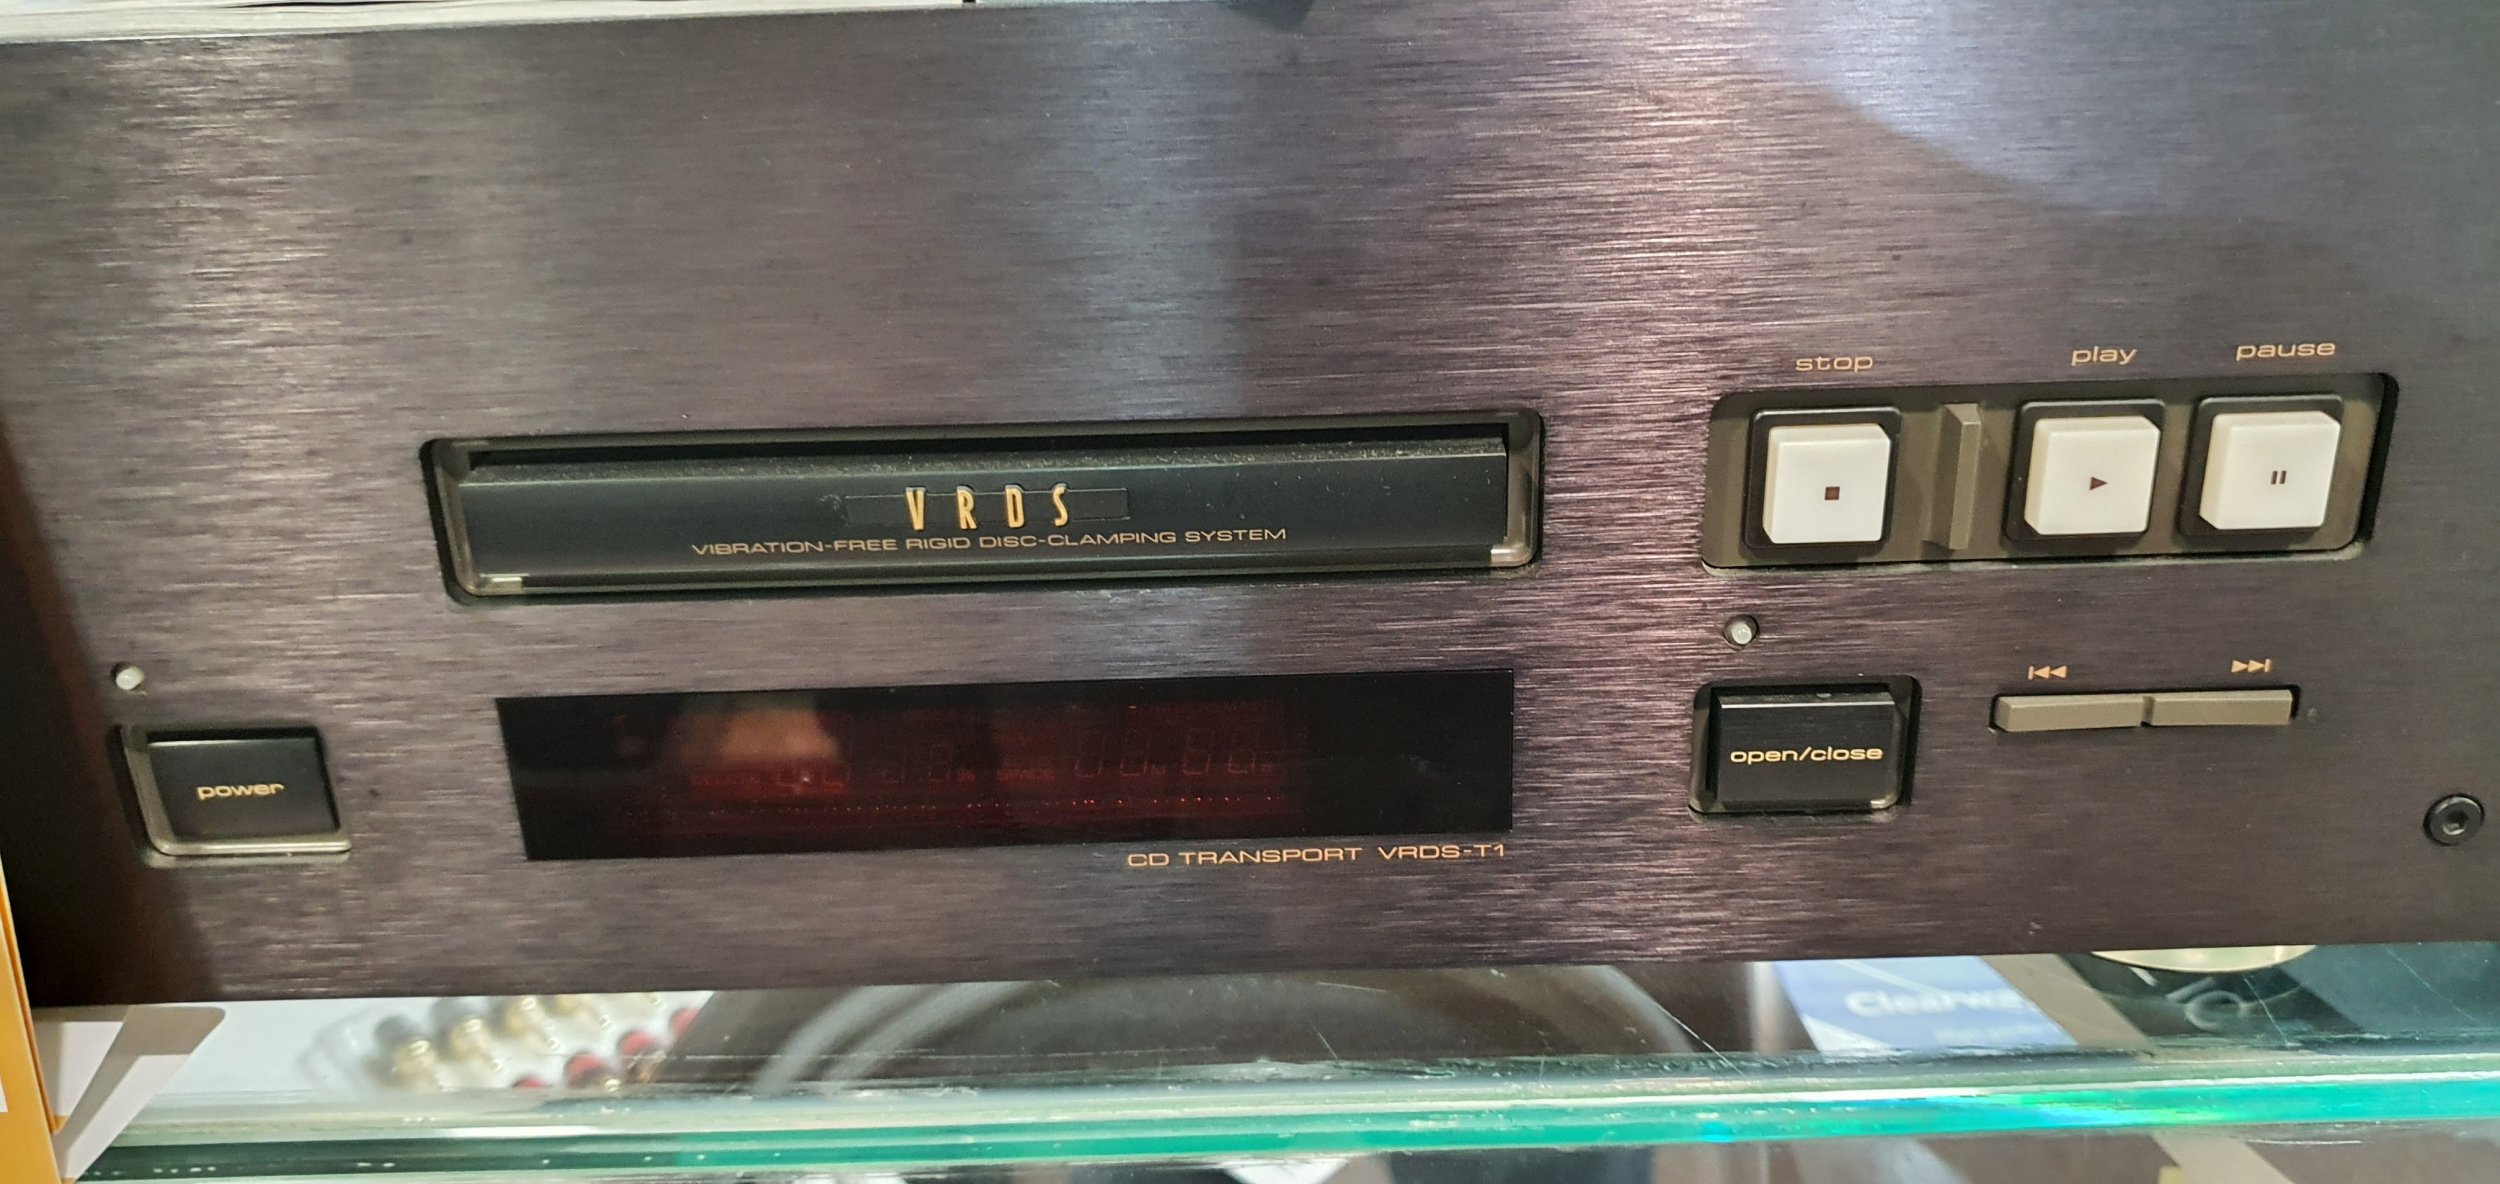 stop
play
pause
VRDS
VIBRATION-FREE RIGID DISC-CLAMPING SYSTEM
power
open/close
CD TRANSPORT VRDS-T1